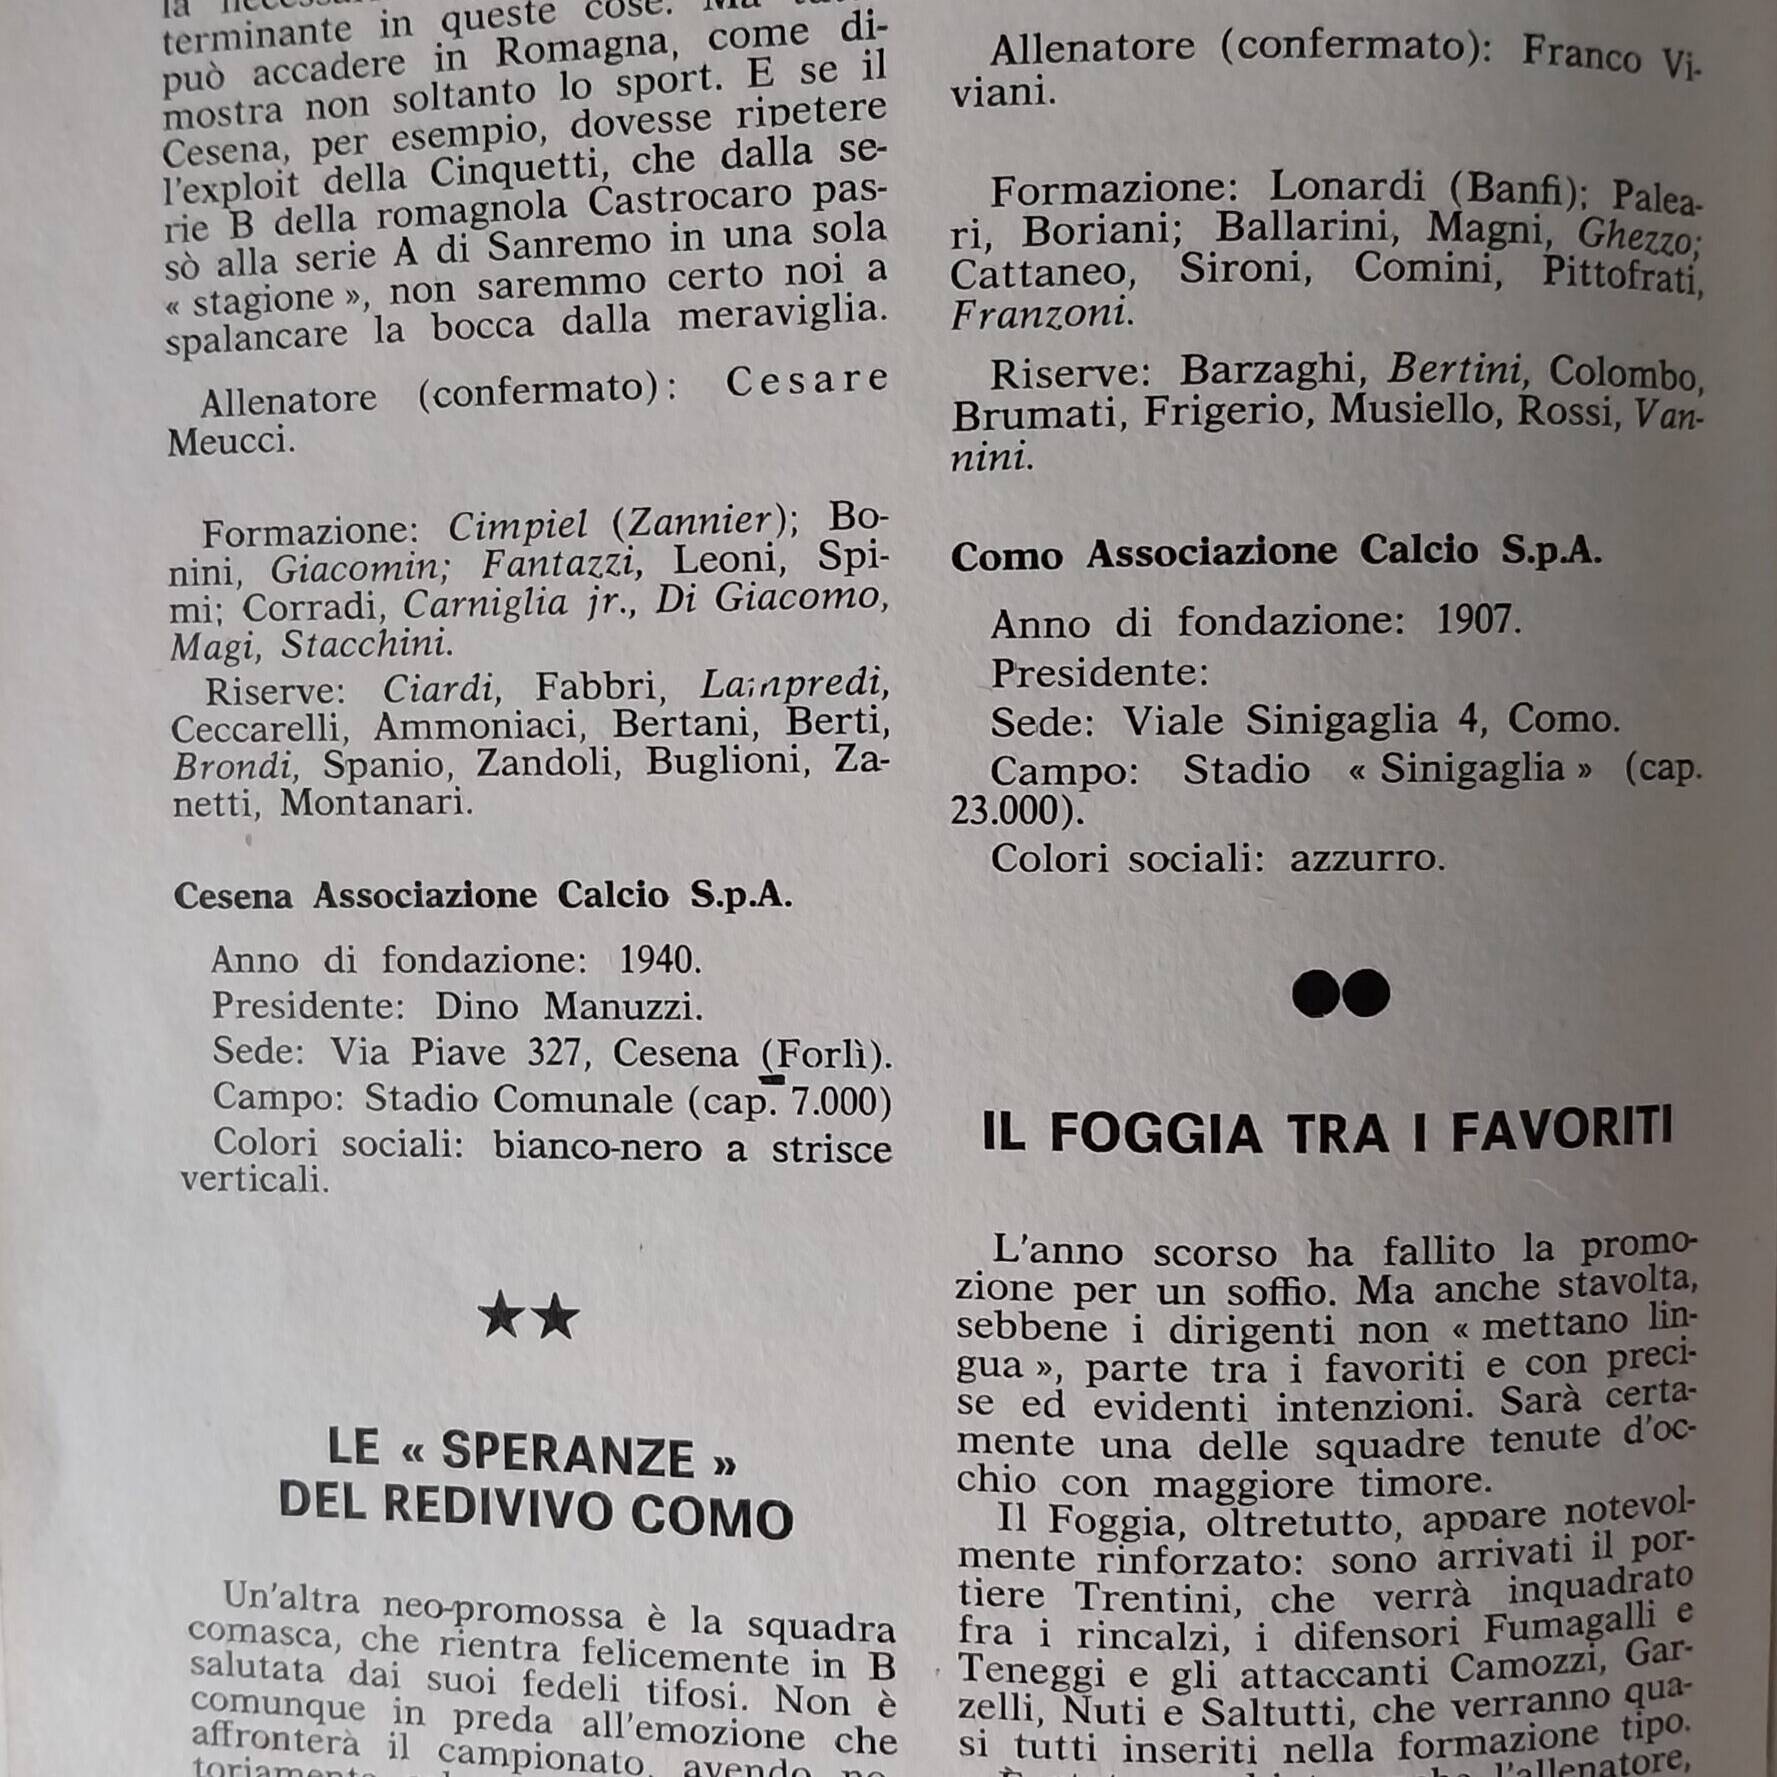 terminante in queste cose. Ma
può accadere in Romagna, come di-
mostra non soltanto lo sport. E se il
Cesena, per esempio, dovesse ripetere
l'exploit della Cinquetti, che dalla se-
rie B della romagnola Castrocaro pas-
sò alla serie A di Sanremo in una sola
« stagione », non saremmo certo noi a
spalancare la bocca dalla meraviglia.
Allenatore (confermato): Cesare
Meucci.
Formazione: Cimpiel (Zannier); Bo-
nini, Giacomin; Fantazzi, Leoni, Spi-
mi; Corradi, Carniglia jr., Di Giacomo,
Magi, Stacchini.
Riserve: Ciardi, Fabbri, Lampredi,
Ceccarelli, Ammoniaci, Bertani, Berti,
Brondi, Spanio, Zandoli, Buglioni, Za-
netti, Montanari.
Cesena Associazione Calcio S.p.A.
Anno di fondazione: 1940.
Presidente: Dino Manuzzi.
Sede: Via Piave 327, Cesena (Forlì).
Campo: Stadio Comunale (cap. 7.000)
Colori sociali: bianco-nero a strisce
verticali.
LE « SPERANZE »
DEL REDIVIVO COMO
Un'altra neo-promossa è la squadra
comasca, che rientra felicemente in B
salutata dai suoi fedeli tifosi. Non è
comunque in preda all'emozione che
affronterà il campionato, avendo
Allenatore (confermato): Franco Vi-
viani.
Formazione: Lonardi (Banfi); Palea-
ri, Boriani; Ballarini, Magni, Ghezzo;
Cattaneo, Sironi, Comini, Pittofrati,
Franzoni.
Riserve: Barzaghi, Bertini, Colombo,
Brumati, Frigerio, Musiello, Rossi, Van-
nini.
Como Associazione Calcio S.p.A.
Anno di fondazione: 1907.
Presidente:
Sede: Viale Sinigaglia 4, Como.
Campo: Stadio « Sinigaglia » (cap.
23.000).
Colori sociali: azzurro.
IL FOGGIA TRA I FAVORITI
L'anno scorso ha fallito la promo-
zione per un soffio. Ma anche stavolta,
sebbene i dirigenti non « mettano lin-
gua », parte tra i favoriti e con preci-
se ed evidenti intenzioni. Sarà certa-
mente una delle squadre tenute d'oc-
chio con maggiore timore.
Il Foggia, oltretutto, appare notevol-
mente rinforzato: sono arrivati il por-
tiere Trentini, che verrà inquadrato
fra i rincalzi, i difensori Fumagalli e
Teneggi e gli attaccanti Camozzi, Gar-
zelli, Nuti e Saltutti, che verranno qua-
si tutti inseriti nella formazione tipo.
l'allenatore,